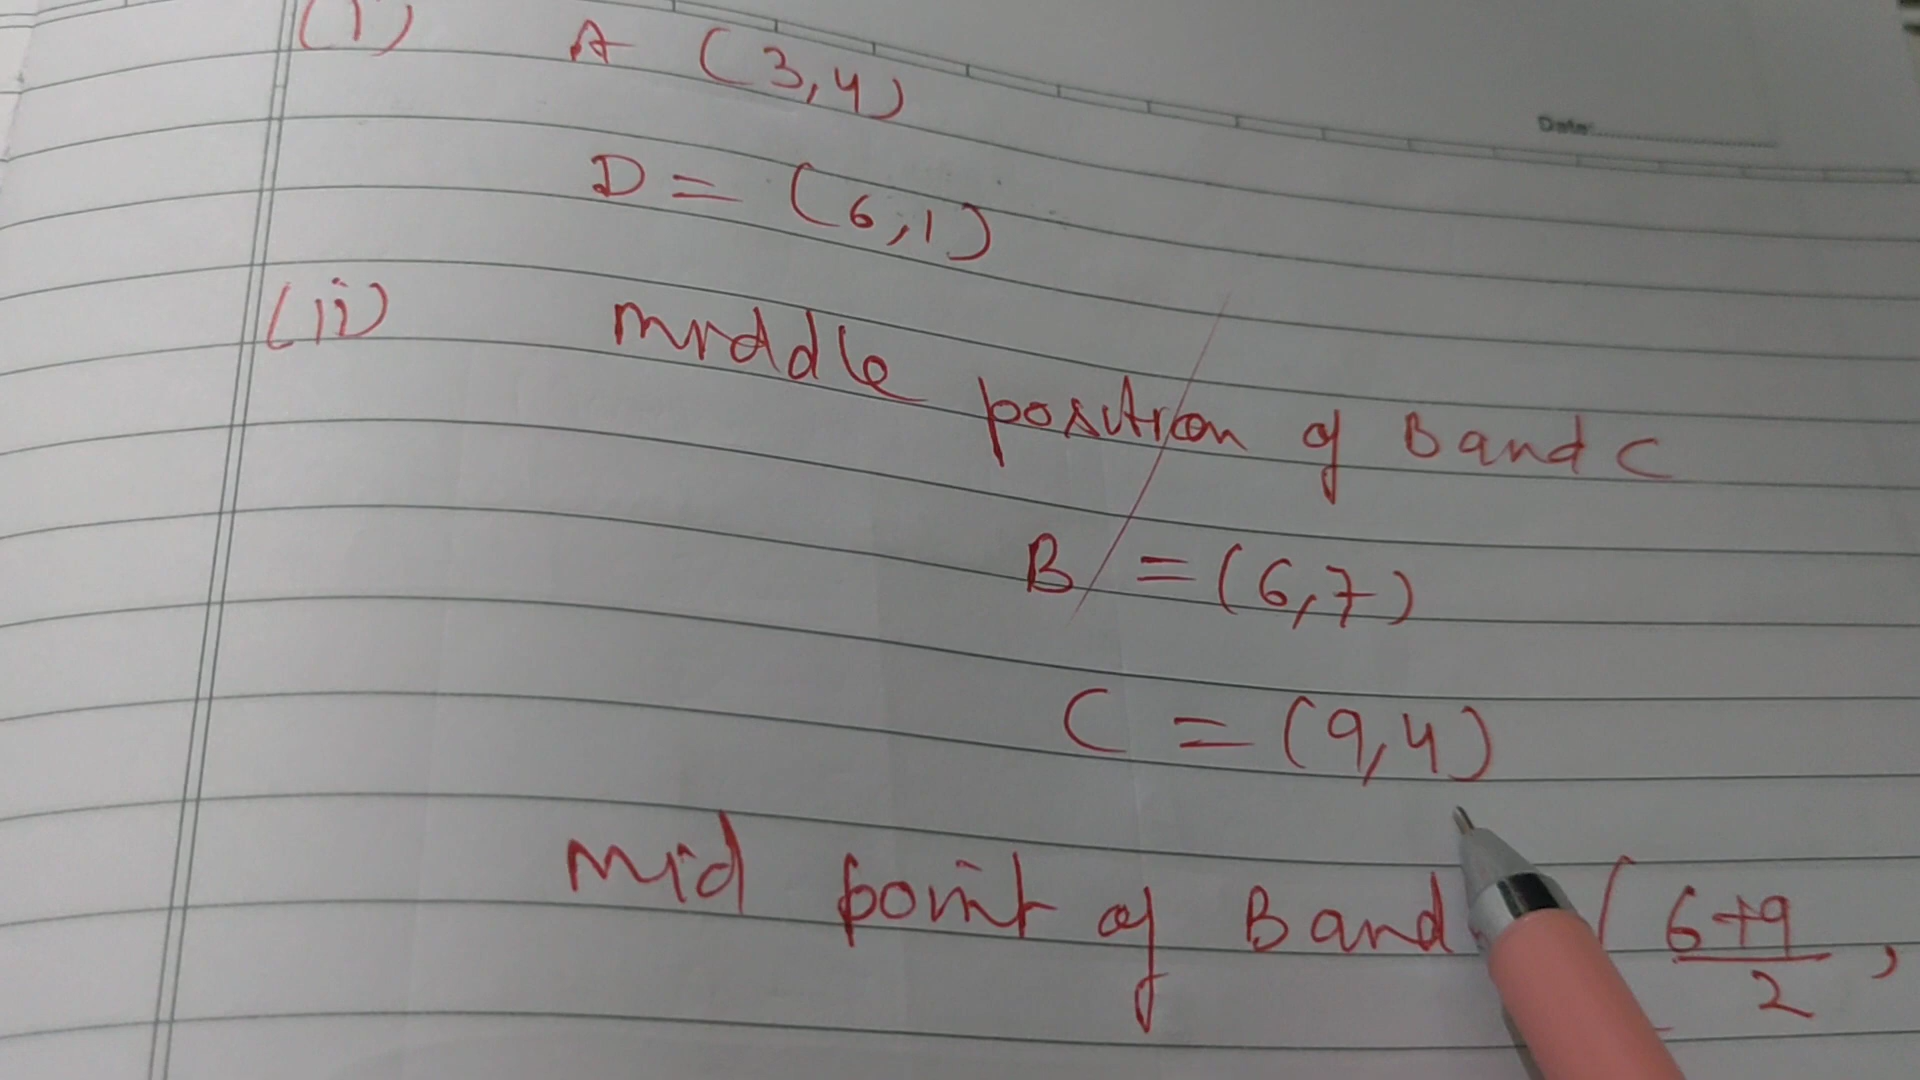 (i) A (3,4)
Date:
D = (6,1)
(ii) middle position of B and C
B = (6,7)
C = (9,4)
Mid point of B and ( 6+9/2 ,